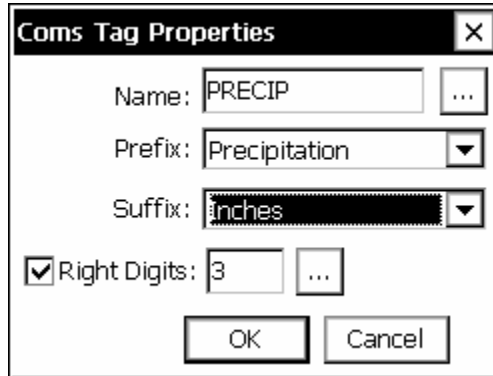 Coms Tag Properties
Name: PRECIP ...
Prefix: Precipitation
Suffix: Inches
Right Digits: 3 ...
OK Cancel